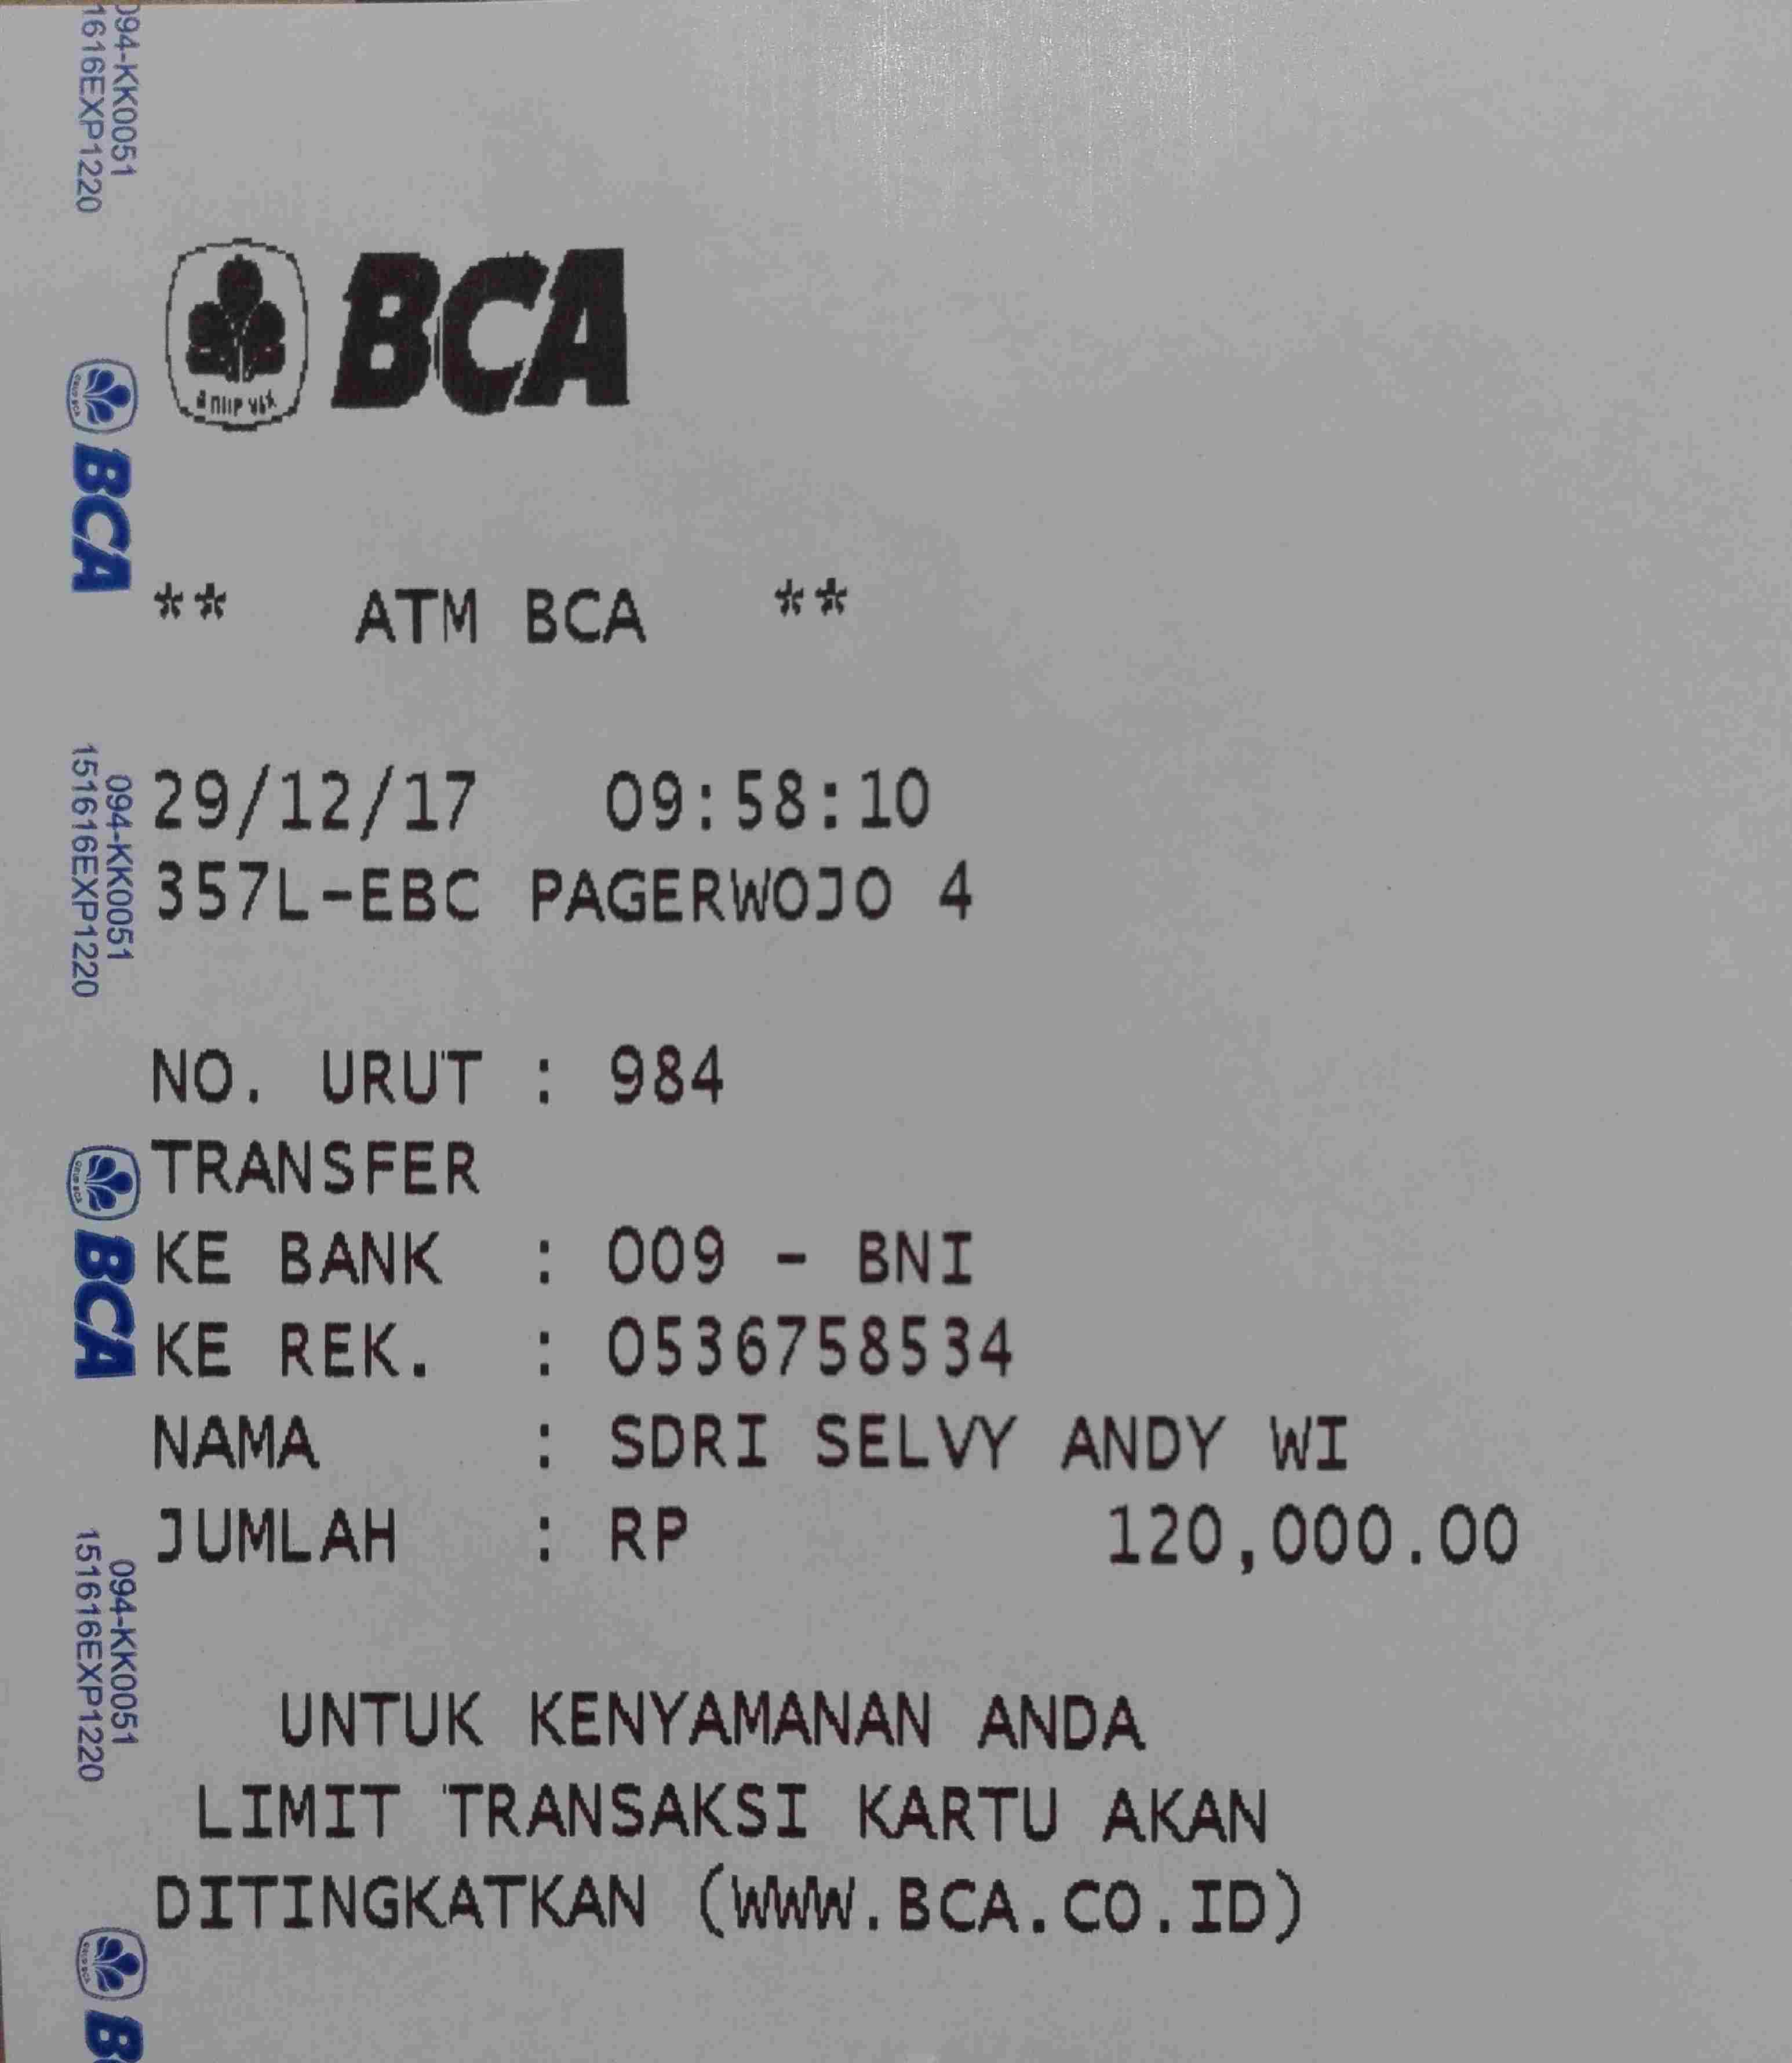 094-KK0051
1616EXP1220
BCA
BCA
** ATM BCA **
29/12/17 09:58:10
357L-EBC PAGERWOJO 4
094-KK0051
151616EXP1220
NO. URUT : 984
TRANSFER
KE BANK : 009 - BNI
KE REK. : 0536758534
NAMA : SDRI SELVY ANDY WI
JUMLAH : RP 120,000.00
BCA
094-KK0051
151616EXP1220
UNTUK KENYAMANAN ANDA
LIMIT TRANSAKSI KARTU AKAN
DITINGKATKAN (WWW.BCA.CO.ID)